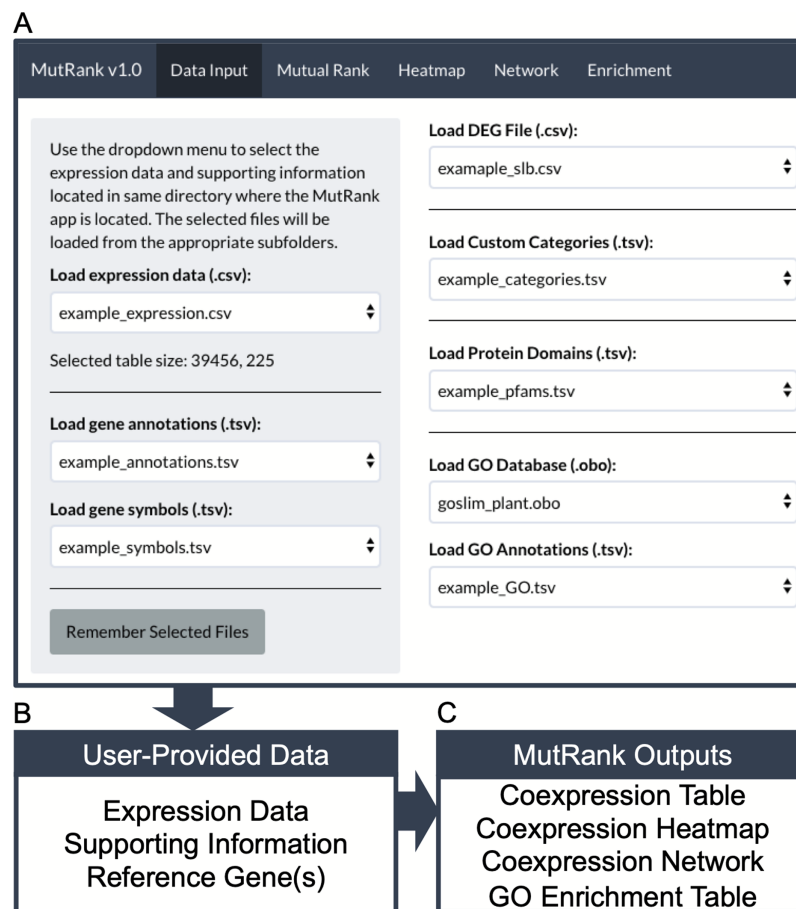 A
MutRank v1.0 Data Input Mutual Rank Heatmap Network Enrichment
Use the dropdown menu to select the
expression data and supporting information
located in same directory where the MutRank
app is located. The selected files will be
loaded from the appropriate subfolders.
Load expression data (.csv):
example_expression.csv
Selected table size: 39456, 225
Load gene annotations (.tsv):
example_annotations.tsv
Load gene symbols (.tsv):
example_symbols.tsv
Remember Selected Files
Load DEG File (.csv):
examaple_slb.csv
Load Custom Categories (.tsv):
example_categories.tsv
Load Protein Domains (.tsv):
example_pfams.tsv
Load GO Database (.obo):
goslim_plant.obo
Load GO Annotations (.tsv):
example_GO.tsv
B
User-Provided Data
Expression Data
Supporting Information
Reference Gene(s)
C
MutRank Outputs
Coexpression Table
Coexpression Heatmap
Coexpression Network
GO Enrichment Table